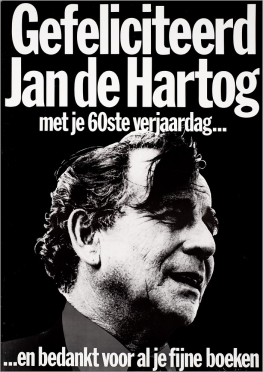 Gefeliciteerd
Jan de Hartog
met je 60ste verjaardag...
...en bedankt voor al je fijne boeken